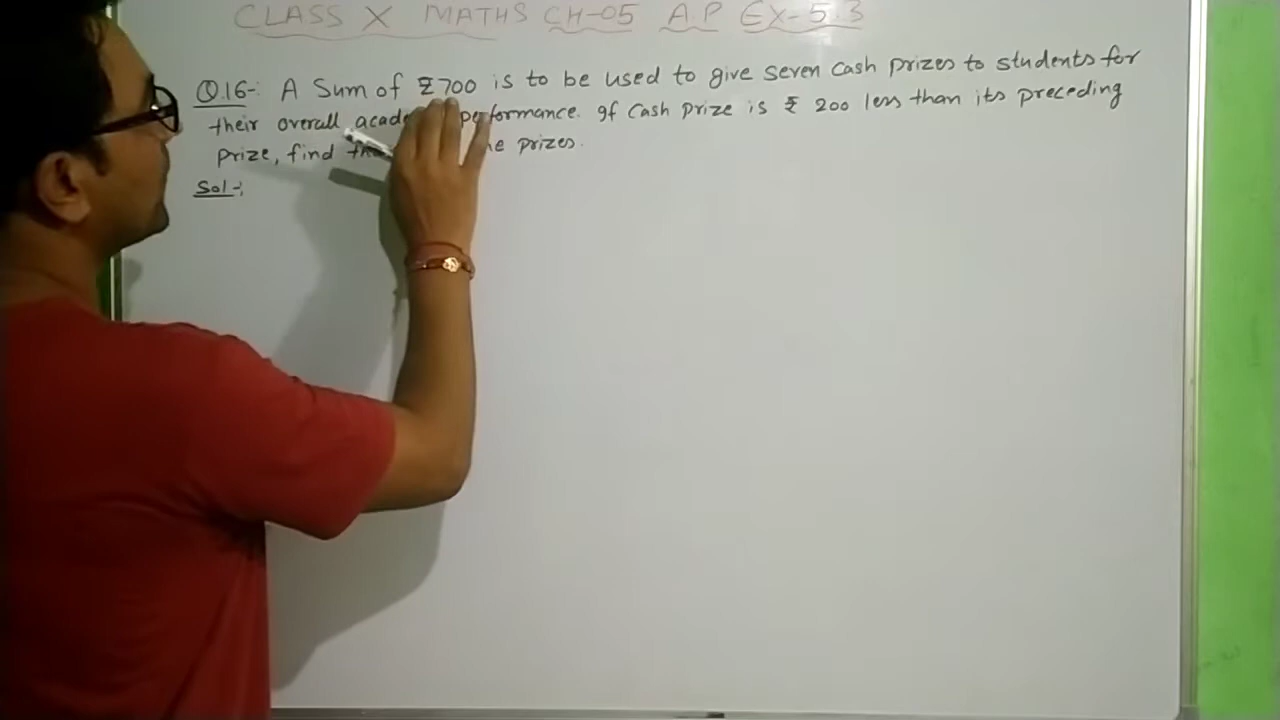 CLASS X MATHS CH-05 A.P EX-5.3
Q.16-: A Sum of ₹700 is to be used to give seven cash prizes to students for
their overall performance. If cash prize is ₹ 200 less than its preceding
prize, find prizes.
Sol-: